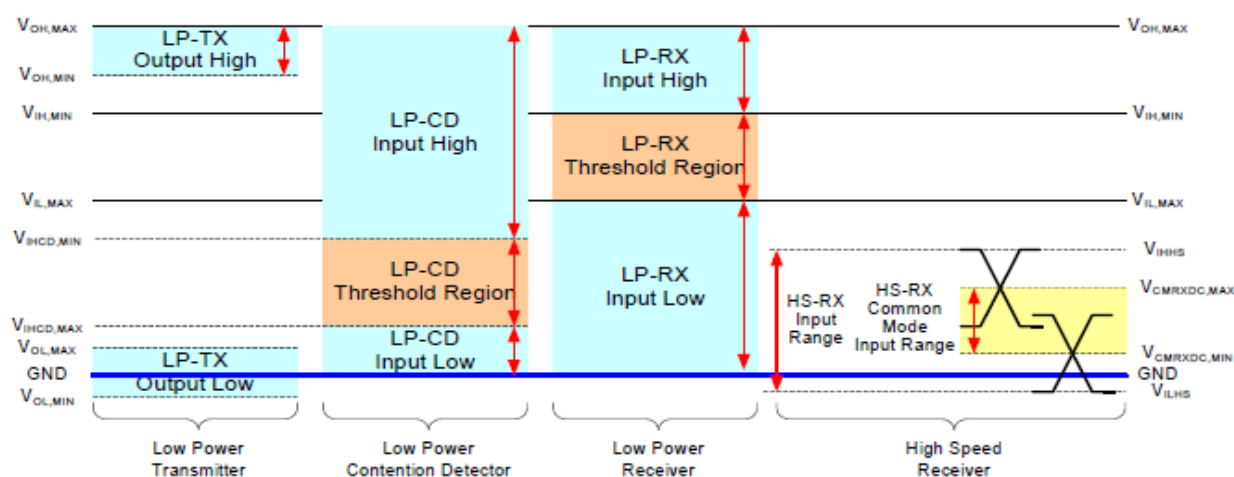 VOH,MAX
LP-TX
Output High
VOH,MIN
VIH,MIN
VIL,MAX
VIHCD,MIN
VIHCD,MAX
VOL,MAX
GND
LP-TX
Output Low
VOL,MIN
LP-CD
Input High
LP-CD
Threshold Region
LP-CD
Input Low
LP-RX
Input High
LP-RX
Threshold Region
LP-RX
Input Low
HS-RX
Input
Range
HS-RX
Common
Mode
Input Range
VOH,MAX
VIH,MIN
VIL,MAX
VIHHS
VCMRXDC,MAX
VCMRXDC,MIN
GND
VILHS
Low Power
Transmitter
Low Power
Contention Detector
Low Power
Receiver
High Speed
Receiver